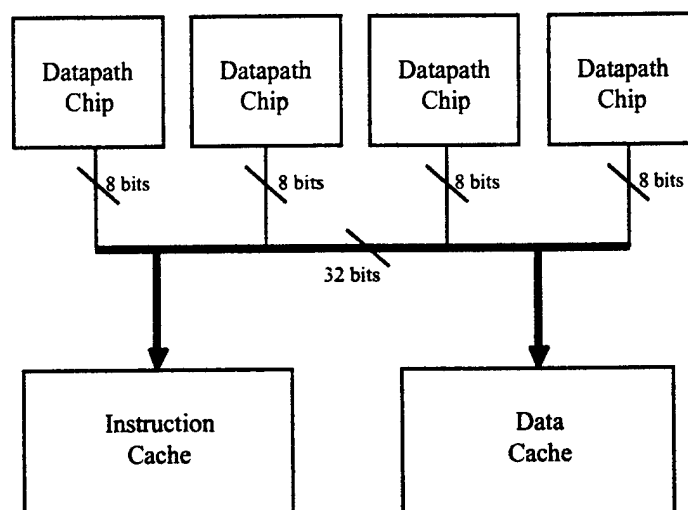 Datapath
Chip
Datapath
Chip
Datapath
Chip
Datapath
Chip
8 bits
8 bits
8 bits
8 bits
32 bits
Instruction
Cache
Data
Cache